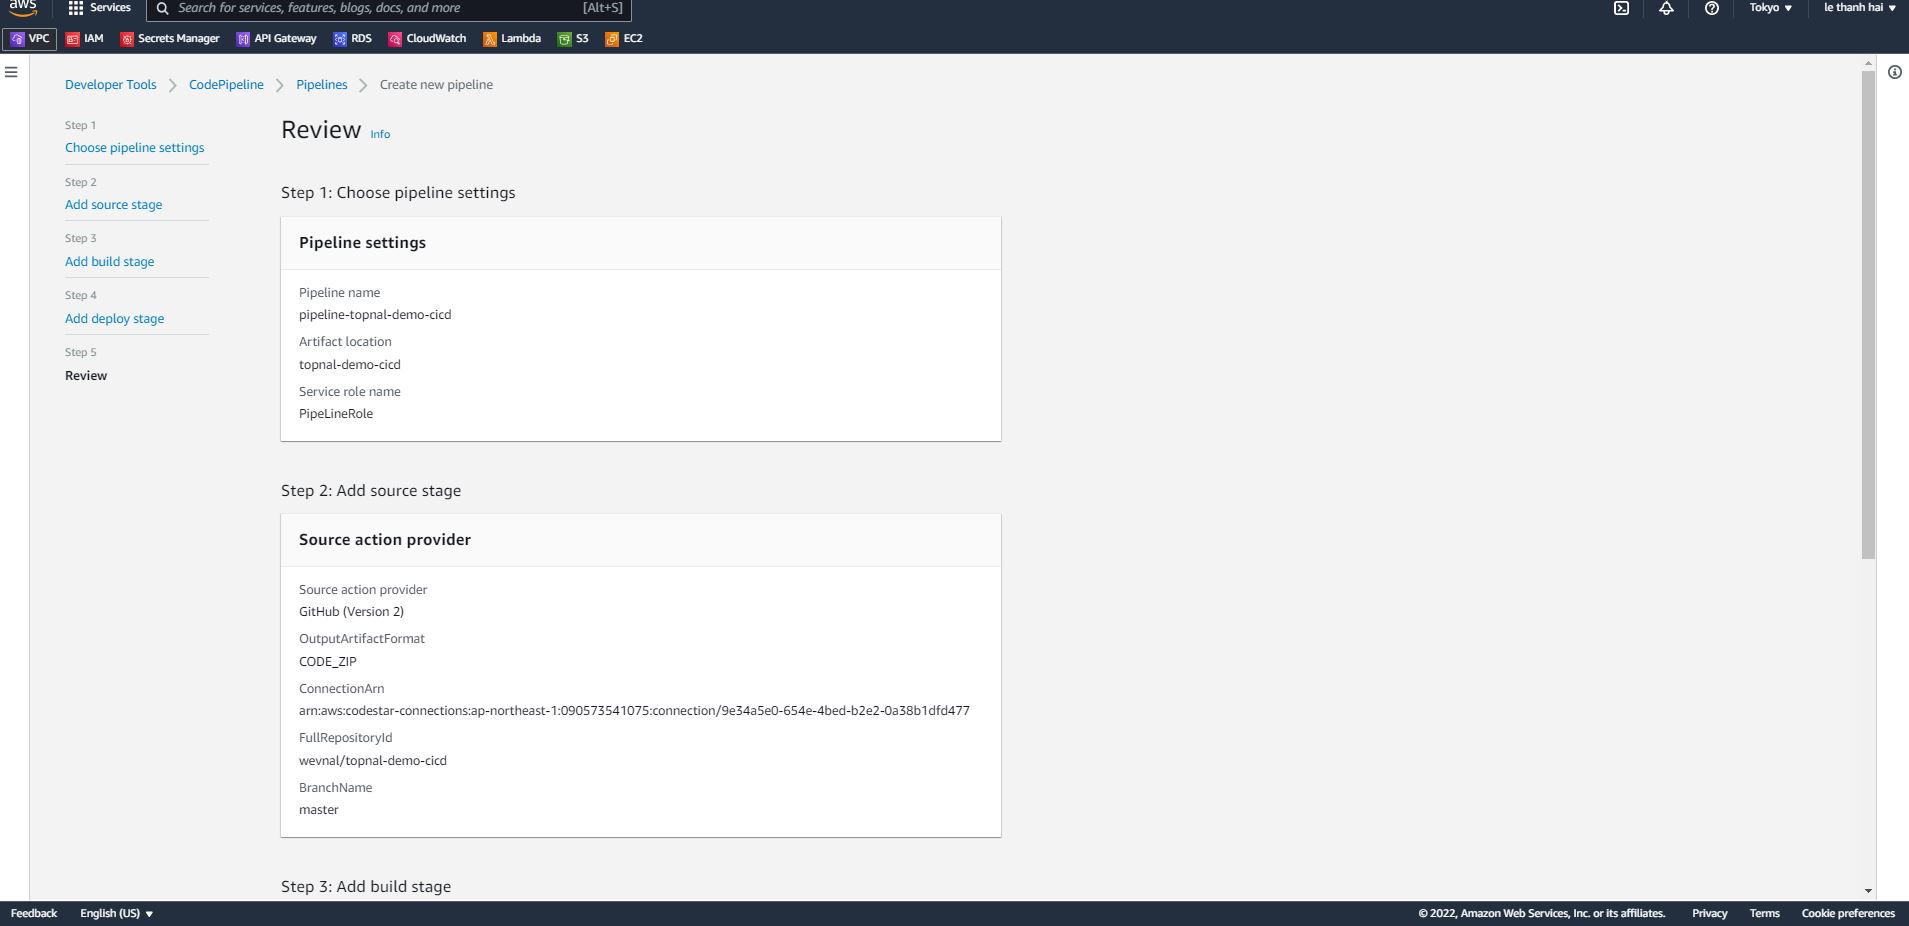 aws
Services
Search for services, features, blogs, docs, and more
[Alt+S]
Tokyo
le thanh hai
VPC
IAM
Secrets Manager
API Gateway
RDS
CloudWatch
Lambda
S3
EC2
Developer Tools
CodePipeline
Pipelines
Create new pipeline
Step 1
Choose pipeline settings
Step 2
Add source stage
Step 3
Add build stage
Step 4
Add deploy stage
Step 5
Review
Review Info
Step 1: Choose pipeline settings
Pipeline settings
Pipeline name
pipeline-topnal-demo-cicd
Artifact location
topnal-demo-cicd
Service role name
PipeLineRole
Step 2: Add source stage
Source action provider
Source action provider
GitHub (Version 2)
OutputArtifactFormat
CODE_ZIP
ConnectionArn
arn:aws:codestar-connections:ap-northeast-1:090573541075:connection/9e34a5e0-654e-4bed-b2e2-0a38b1dfd477
FullRepositoryId
wevnal/topnal-demo-cicd
BranchName
master
Step 3: Add build stage
Feedback
English (US)
© 2022, Amazon Web Services, Inc. or its affiliates.
Privacy
Terms
Cookie preferences